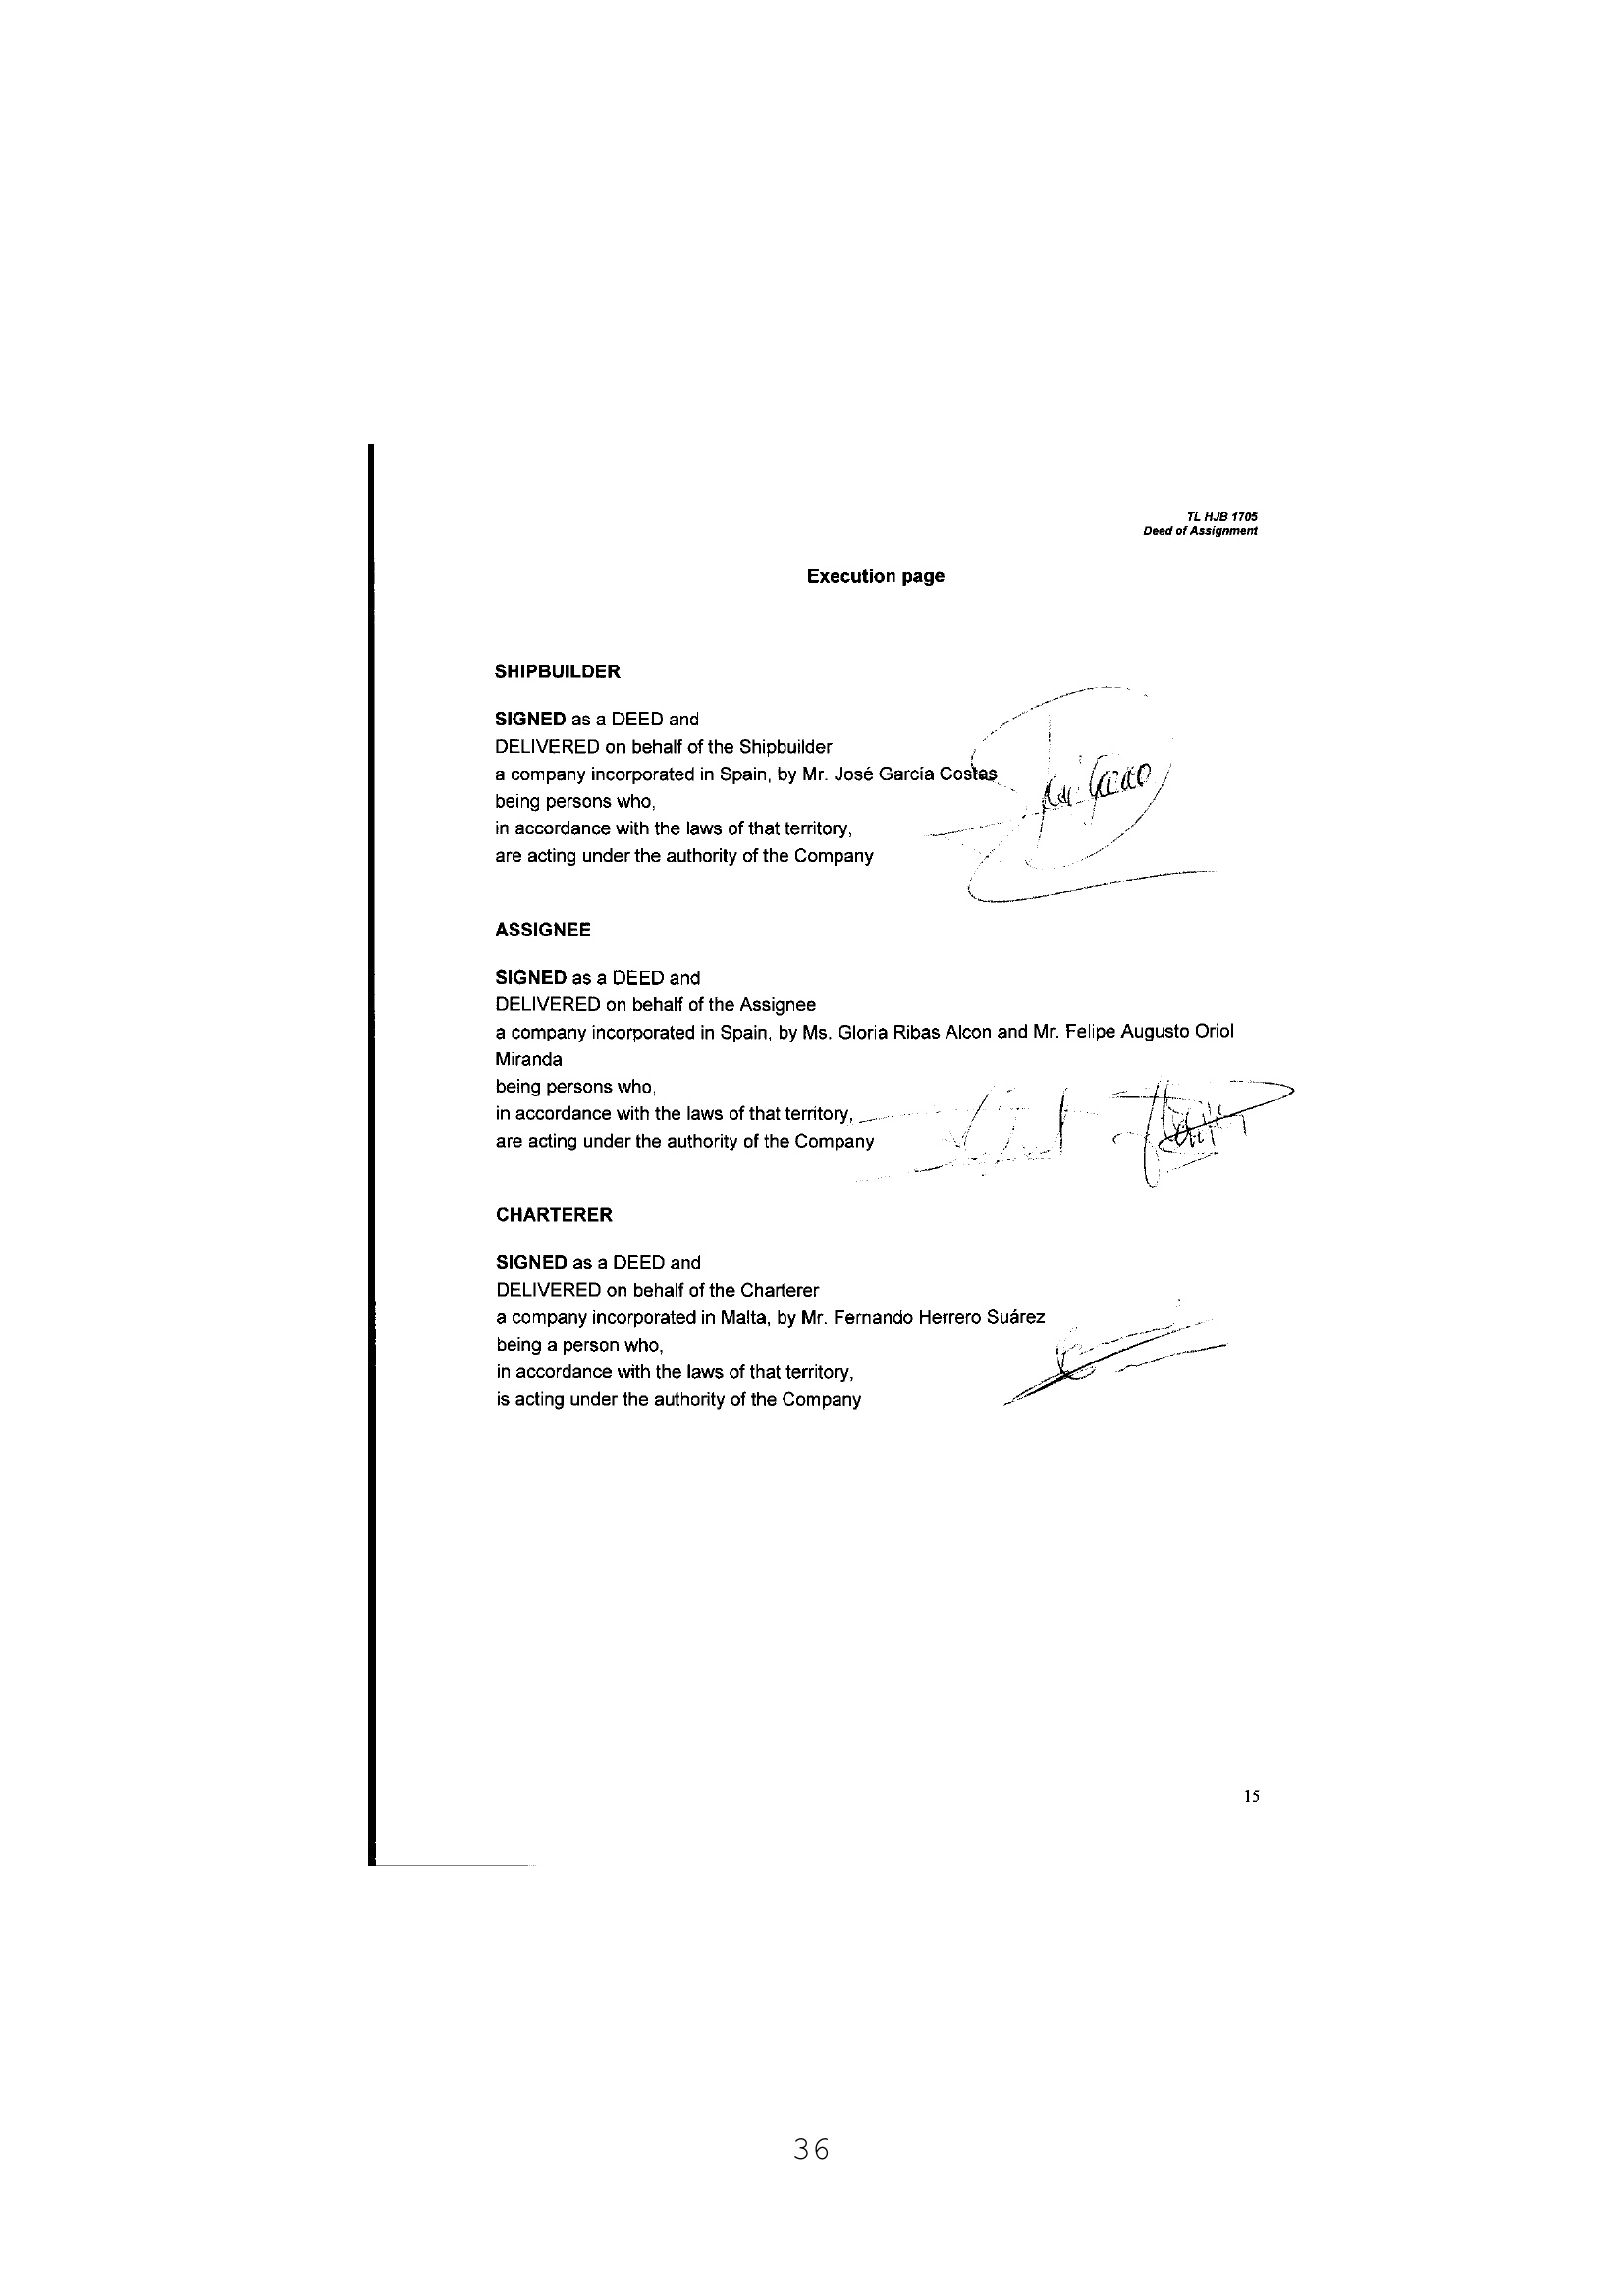 TL HJB 1705
Deed of Assignment
Execution page
SHIPBUILDER
SIGNED as a DEED and
DELIVERED on behalf of the Shipbuilder
a company incorporated in Spain, by Mr. José García Costas
being persons who,
in accordance with the laws of that territory,
are acting under the authority of the Company
ASSIGNEE
SIGNED as a DEED and
DELIVERED on behalf of the Assignee
a company incorporated in Spain, by Ms. Gloria Ribas Alcon and Mr. Felipe Augusto Oriol
Miranda
being persons who,
in accordance with the laws of that territory,
are acting under the authority of the Company
CHARTERER
SIGNED as a DEED and
DELIVERED on behalf of the Charterer
a company incorporated in Malta, by Mr. Fernando Herrero Suárez
being a person who,
in accordance with the laws of that territory,
is acting under the authority of the Company
15
36